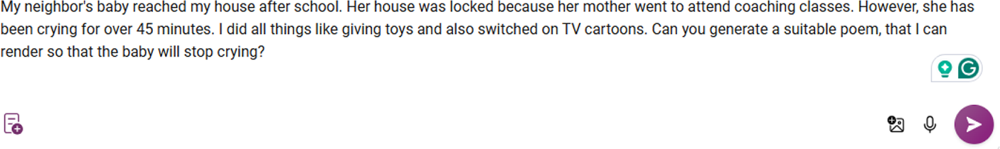 My neighbor's baby reached my house after school. Her house was locked because her mother went to attend coaching classes. However, she has
been crying for over 45 minutes. I did all things like giving toys and also switched on TV cartoons. Can you generate a suitable poem, that I can
render so that the baby will stop crying?